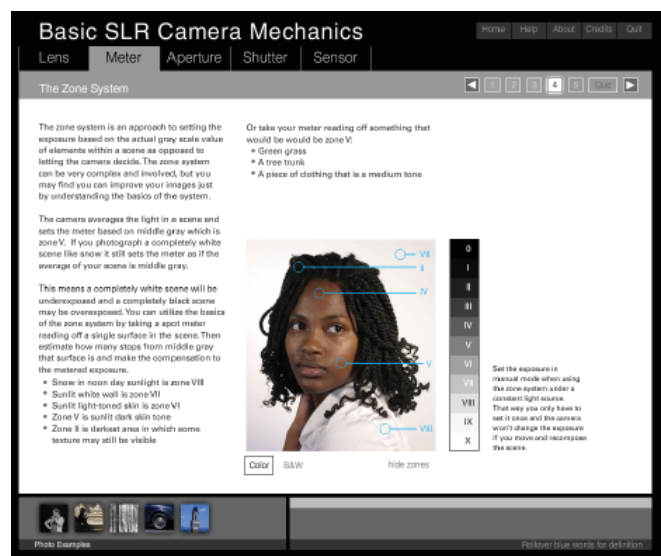 Basic SLR Camera Mechanics
Home Help About Credits Quit
Lens Meter Aperture Shutter Sensor
The Zone System
1 2 3 4 5 Quiz
The zone system is an approach to setting the
exposure based on the actual gray scale value
of elements within a scene as opposed to
letting the camera decide. The zone system
can be very complex and involved, but you
may find you can improve your images just
by understanding the basics of the system.
The camera averages the light in a scene and
sets the meter based on middle gray which is
zone V. If you photograph a completely white
scene like snow it still sets the meter as if the
average of your scene is middle gray.
This means a completely white scene will be
underexposed and a completely black scene
may be overexposed. You can utilize the basics
of the zone system by taking a spot meter
reading off a single surface in the scene. Then
estimate how many stops from middle gray
that surface is and make the compensation to
the metered exposure.
• Snow in noon day sunlight is zone VIII
• Sunlit white wall is zone VII
• Sunlit light-toned skin is zone VI
• Zone V is sunlit dark skin tone
• Zone II is darkest area in which some
texture may still be visible
Or take your meter reading off something that
would be would be zone V:
• Green grass
• A tree trunk
• A piece of clothing that is a medium tone
VII
II
IV
V
VIII
0
I
II
III
IV
V
VI
VII
VIII
IX
X
Color B&W hide zones
Set the exposure in
manual mode when using
the zone system under a
constant light source.
That way you only have to
set it once and the camera
won't change the exposure
if you move and recompose
the scene.
Photo Examples
Rollover blue words for definition